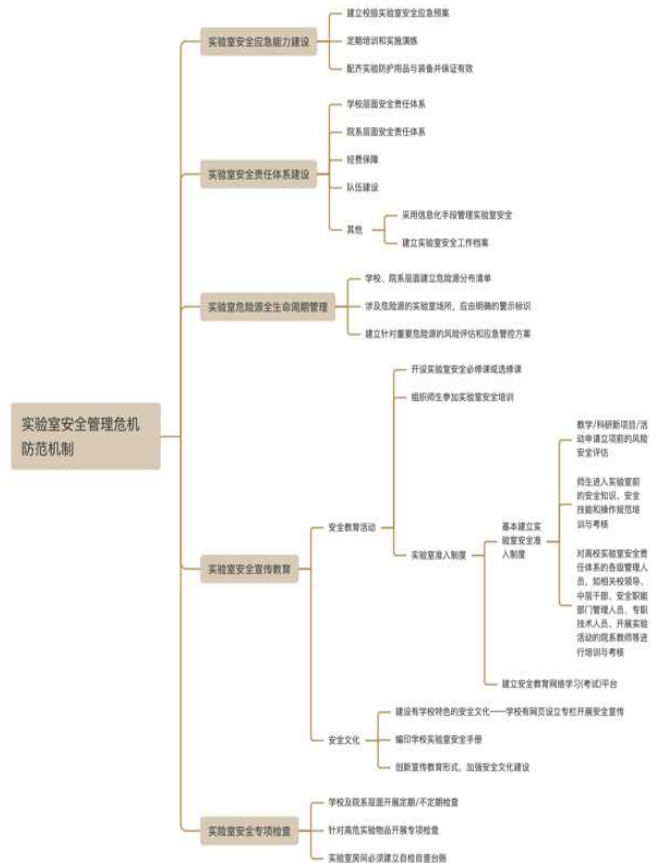 实验室安全管理危机
防范机制
实验室安全应急能力建设
建立校级实验室安全应急预案
定期培训和实施演练
配齐实验防护用品与装备并保证有效
实验室安全责任体系建设
学校层面安全责任体系
院系层面安全责任体系
经费保障
队伍建设
其他
采用信息化手段管理实验室安全
建立实验室安全工作档案
实验室危险源全生命周期管理
学校、院系层面建立危险源分布清单
涉及危险源的实验室场所，应由明确的警示标识
建立针对重要危险源的风险评估和应急管控方案
实验室安全宣传教育
安全教育活动
开设实验室安全必修课或选修课
组织师生参加实验室安全培训
实验室准入制度
基本建立实
验室安全准
入制度
教学/科研新项目/活
动申请立项前的风险
安全评估
师生进入实验室前
的安全知识、安全
技能和操作规范培
训与考核
对高校实验室安全责
任体系的各级管理人
员，如相关校领导、
中层干部、安全职能
部门管理人员、专职
技术人员、开展实验
活动的院系教师等进
行培训与考核
建立安全教育网络学习(考试)平台
安全文化
建设有学校特色的安全文化——学校有网页设立专栏开展安全宣传
编印学校实验室安全手册
创新宣传教育形式，加强安全文化建设
实验室安全专项检查
学校及院系层面开展定期/不定期检查
针对高危实验物品开展专项检查
实验室房间必须建立自检自查台账